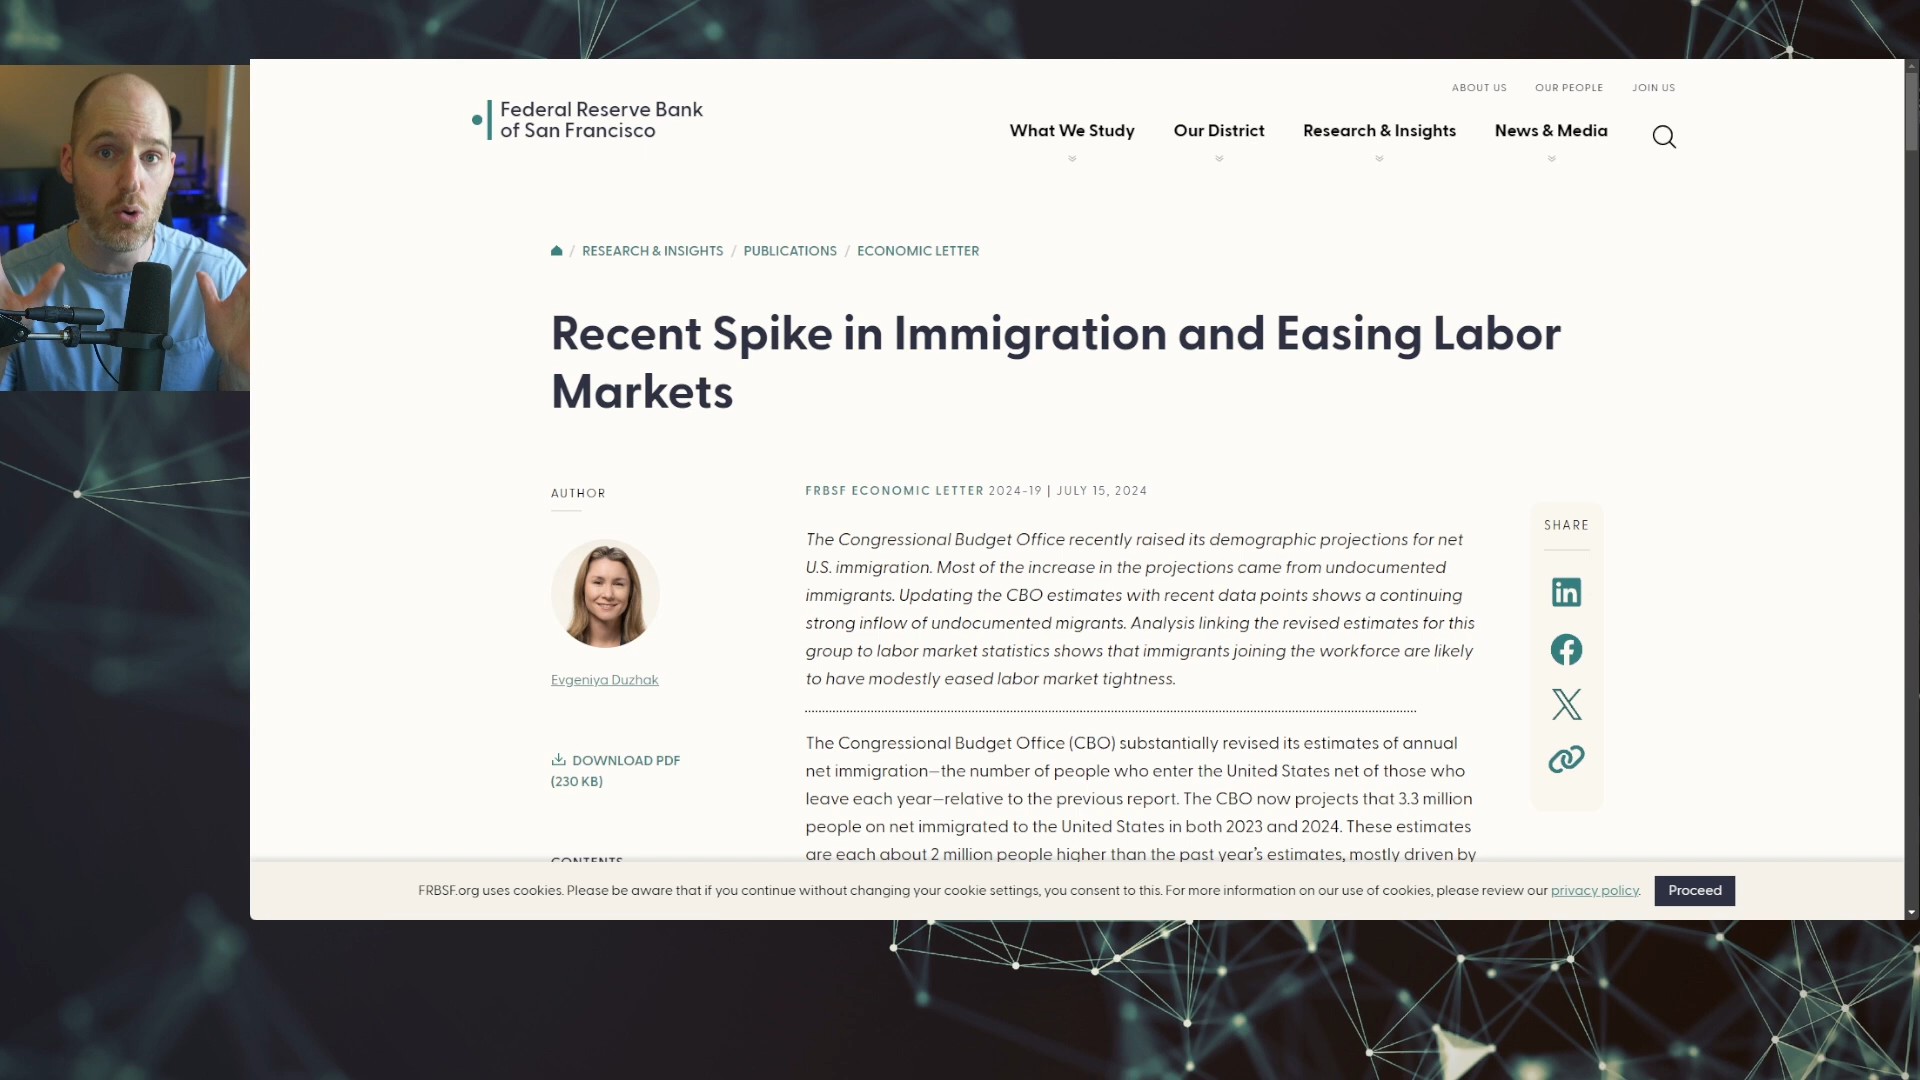 Federal Reserve Bank
of San Francisco
ABOUT US OUR PEOPLE JOIN US
What We Study Our District Research & Insights News & Media
/ RESEARCH & INSIGHTS / PUBLICATIONS / ECONOMIC LETTER
Recent Spike in Immigration and Easing Labor
Markets
AUTHOR
Evgeniya Duzhak
DOWNLOAD PDF
(230 KB)
CONTENTS
FRBSF ECONOMIC LETTER 2024-19 | JULY 15, 2024
The Congressional Budget Office recently raised its demographic projections for net
U.S. immigration. Most of the increase in the projections came from undocumented
immigrants. Updating the CBO estimates with recent data points shows a continuing
strong inflow of undocumented migrants. Analysis linking the revised estimates for this
group to labor market statistics shows that immigrants joining the workforce are likely
to have modestly eased labor market tightness.
The Congressional Budget Office (CBO) substantially revised its estimates of annual
net immigration—the number of people who enter the United States net of those who
leave each year—relative to the previous report. The CBO now projects that 3.3 million
people on net immigrated to the United States in both 2023 and 2024. These estimates
are each about 2 million people higher than the past year's estimates, mostly driven by
SHARE
FRBSF.org uses cookies. Please be aware that if you continue without changing your cookie settings, you consent to this. For more information on our use of cookies, please review our privacy policy. Proceed